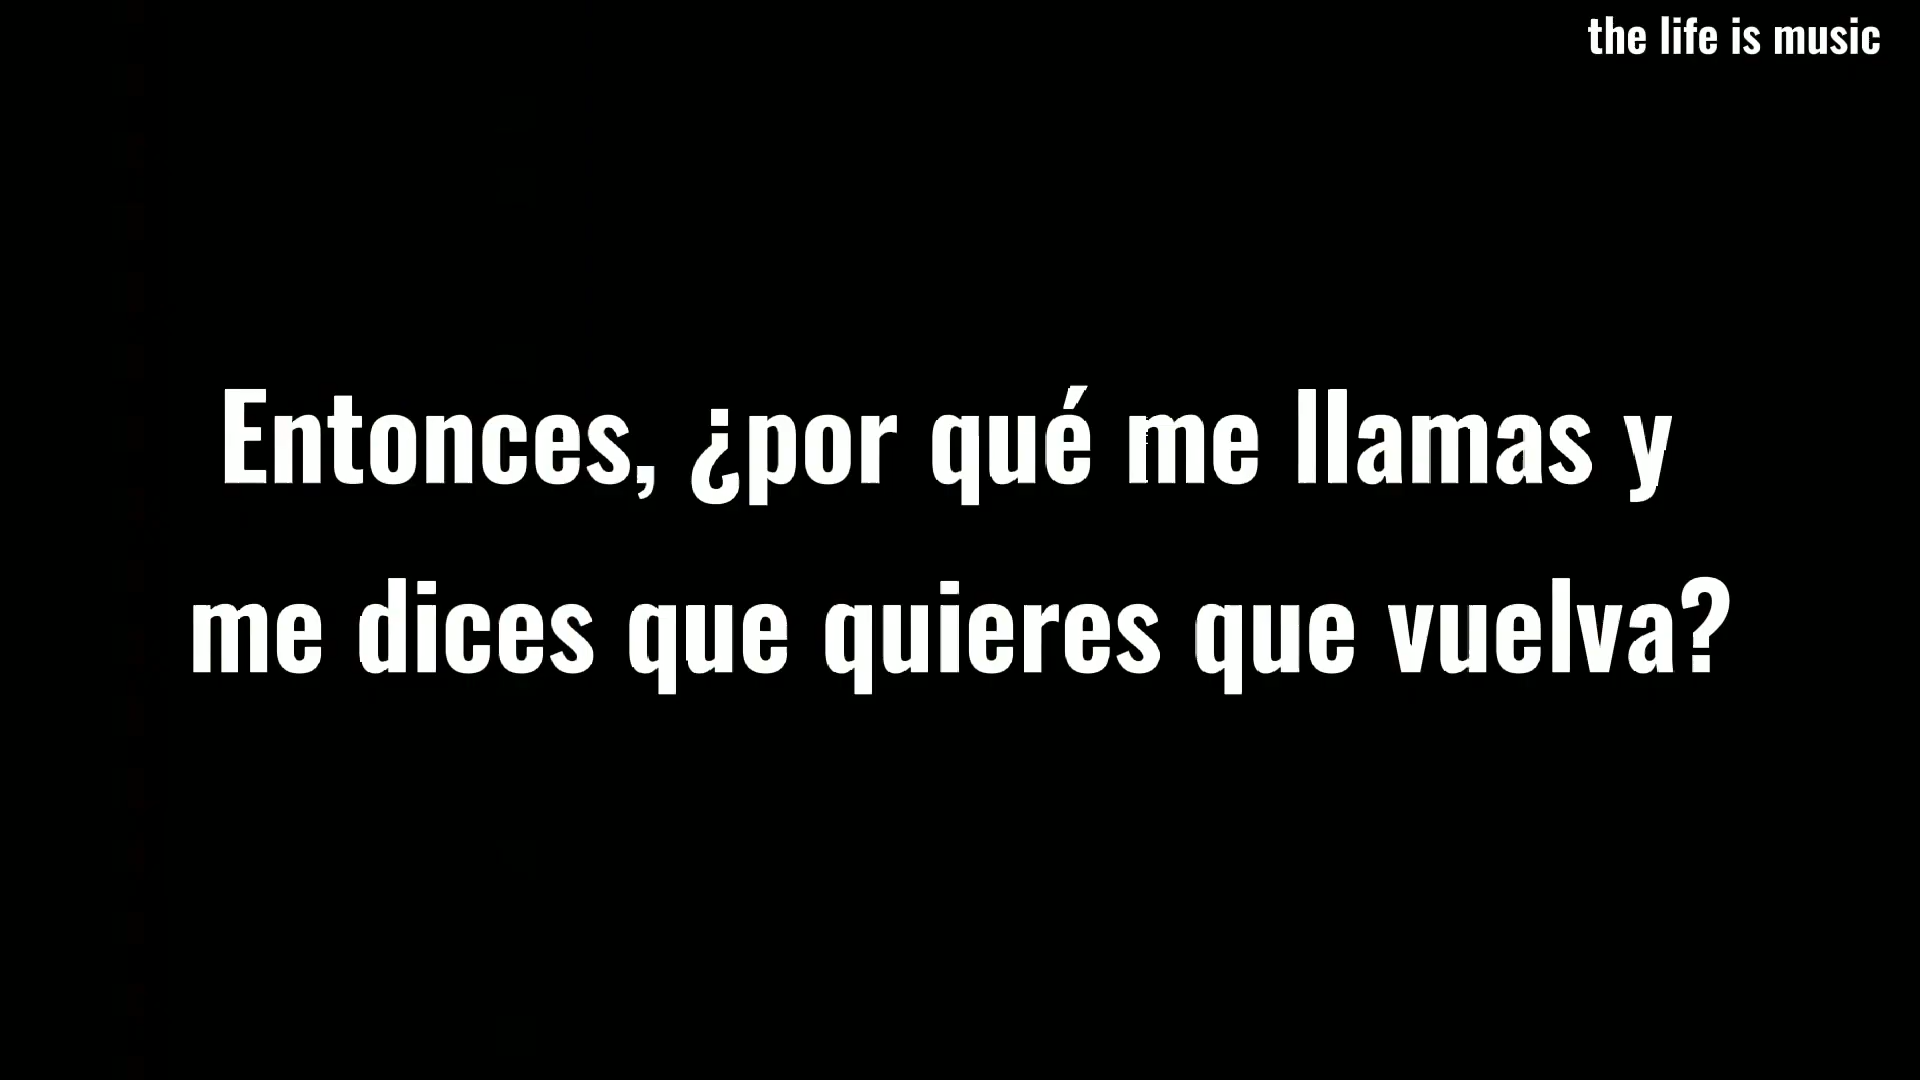 the life is music
Entonces, ¿por qué me llamas y
me dices que quieres que vuelva?